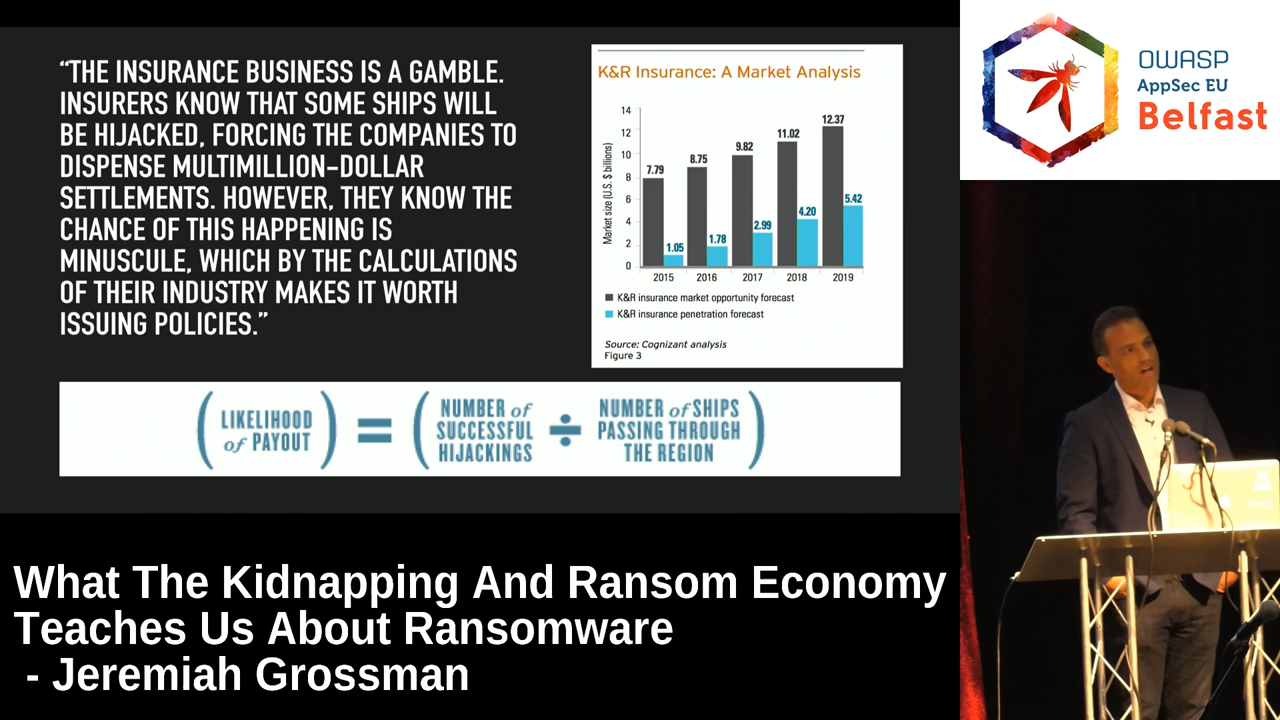 “THE INSURANCE BUSINESS IS A GAMBLE.
INSURERS KNOW THAT SOME SHIPS WILL
BE HIJACKED, FORCING THE COMPANIES TO
DISPENSE MULTIMILLION-DOLLAR
SETTLEMENTS. HOWEVER, THEY KNOW THE
CHANCE OF THIS HAPPENING IS
MINUSCULE, WHICH BY THE CALCULATIONS
OF THEIR INDUSTRY MAKES IT WORTH
ISSUING POLICIES.”
K&R Insurance: A Market Analysis
Market size (U.S. $ billions)
14
12
10
8
6
4
2
0
7.79
1.05
8.75
1.78
9.82
2.99
11.02
4.20
12.37
5.42
2015 2016 2017 2018 2019
K&R insurance market opportunity forecast
K&R insurance penetration forecast
Source: Cognizant analysis
Figure 3
(LIKELIHOOD of PAYOUT) = (NUMBER of SUCCESSFUL HIJACKINGS ÷ NUMBER of SHIPS PASSING THROUGH THE REGION)
OWASP
AppSec EU
Belfast
What The Kidnapping And Ransom Economy
Teaches Us About Ransomware
- Jeremiah Grossman